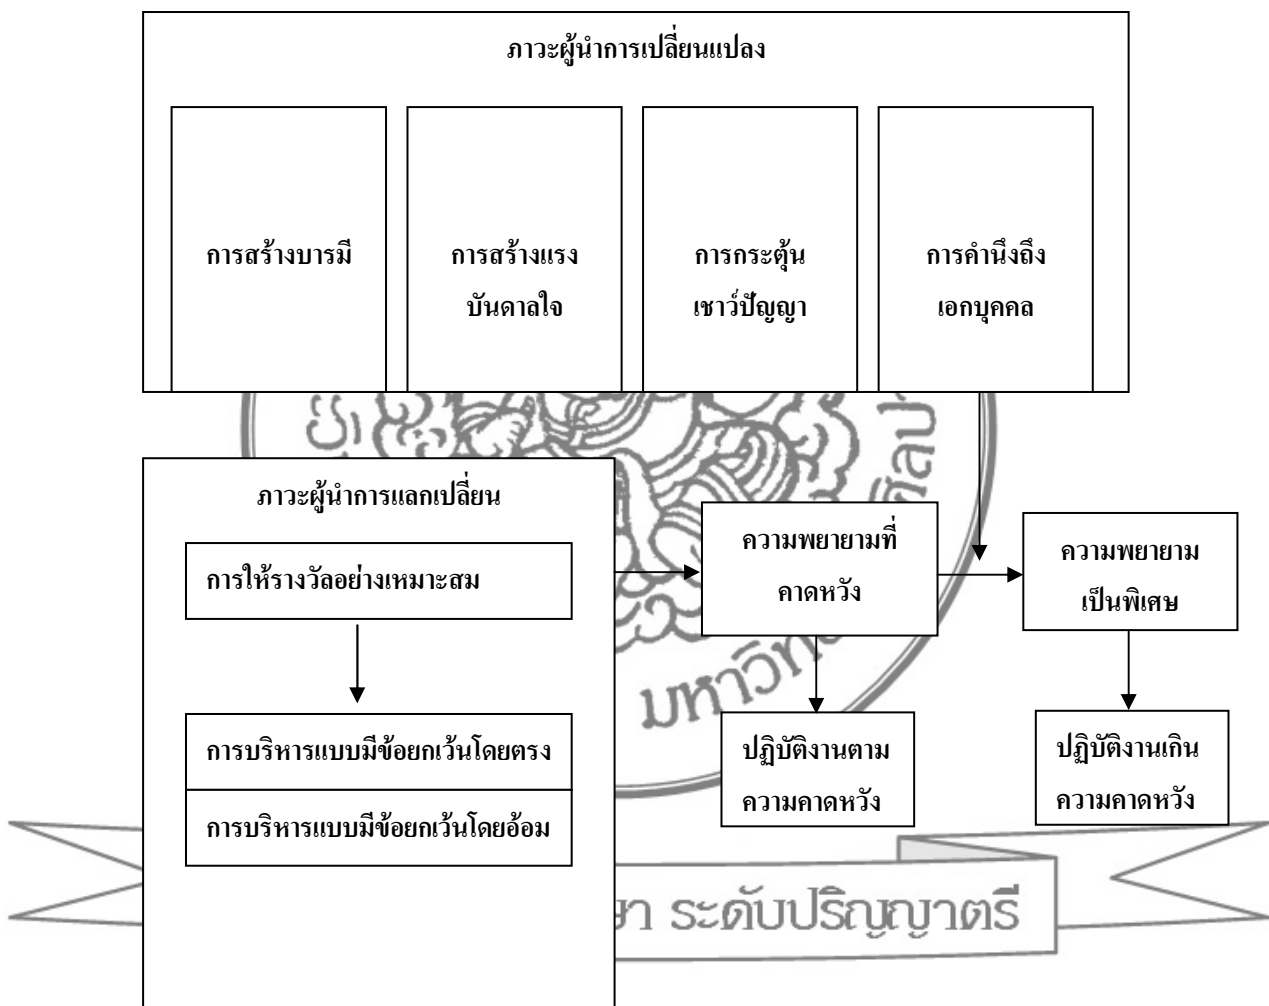 ภาวะผู้นำการเปลี่ยนแปลง
การสร้างบารมี
การสร้างแรง
บันดาลใจ
การกระตุ้น
เชาว์ปัญญา
การคำนึงถึง
เอกบุคคล
ภาวะผู้นำการแลกเปลี่ยน
การให้รางวัลอย่างเหมาะสม
การบริหารแบบมีข้อยกเว้นโดยตรง
การบริหารแบบมีข้อยกเว้นโดยอ้อม
ความพยายามที่
คาดหวัง
ความพยายาม
เป็นพิเศษ
ปฏิบัติงานตาม
ความคาดหวัง
ปฏิบัติงานเกิน
ความคาดหวัง
ระดับปริญญาตรี